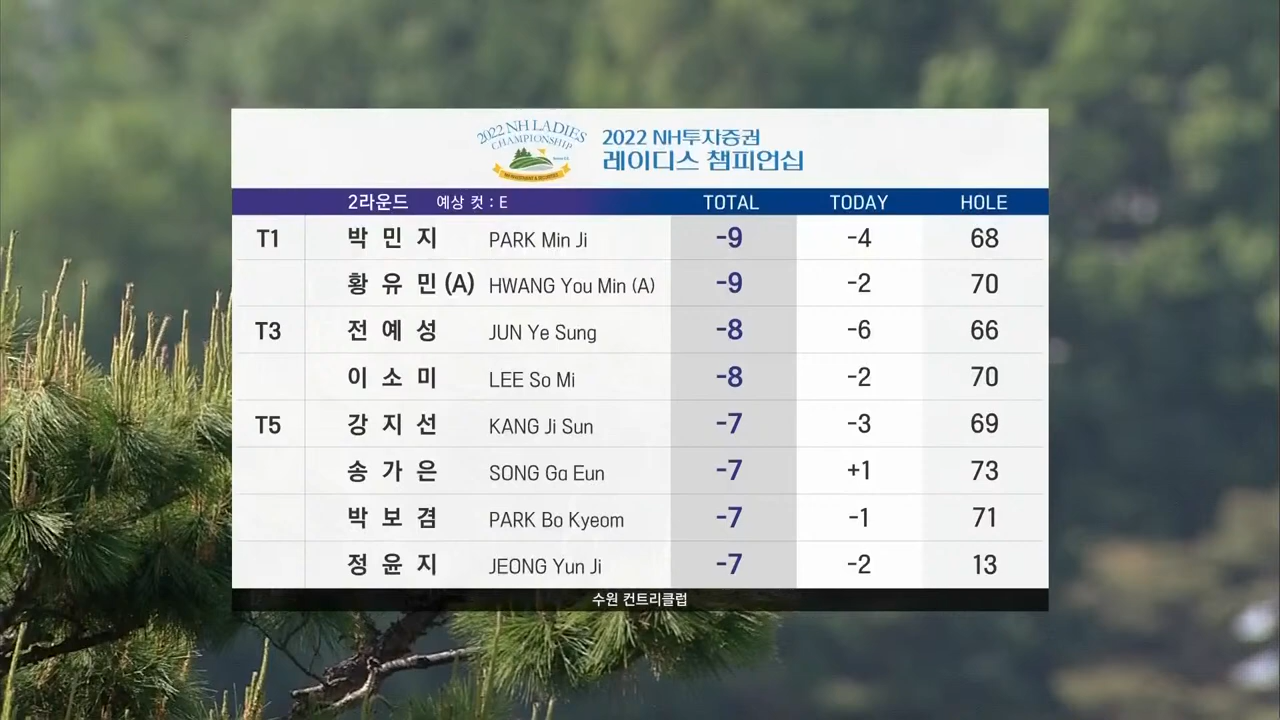 2022 NH LADIES
CHAMPIONSHIP
2022 NH투자증권
레이디스 챔피언십
2라운드 예상 컷 : E TOTAL TODAY HOLE
T1 박민지 PARK Min Ji -9 -4 68
황유민(A) HWANG You Min (A) -9 -2 70
T3 전예성 JUN Ye Sung -8 -6 66
이소미 LEE So Mi -8 -2 70
T5 강지선 KANG Ji Sun -7 -3 69
송가은 SONG Ga Eun -7 +1 73
박보겸 PARK Bo Kyeom -7 -1 71
정윤지 JEONG Yun Ji -7 -2 13
수원 컨트리클럽